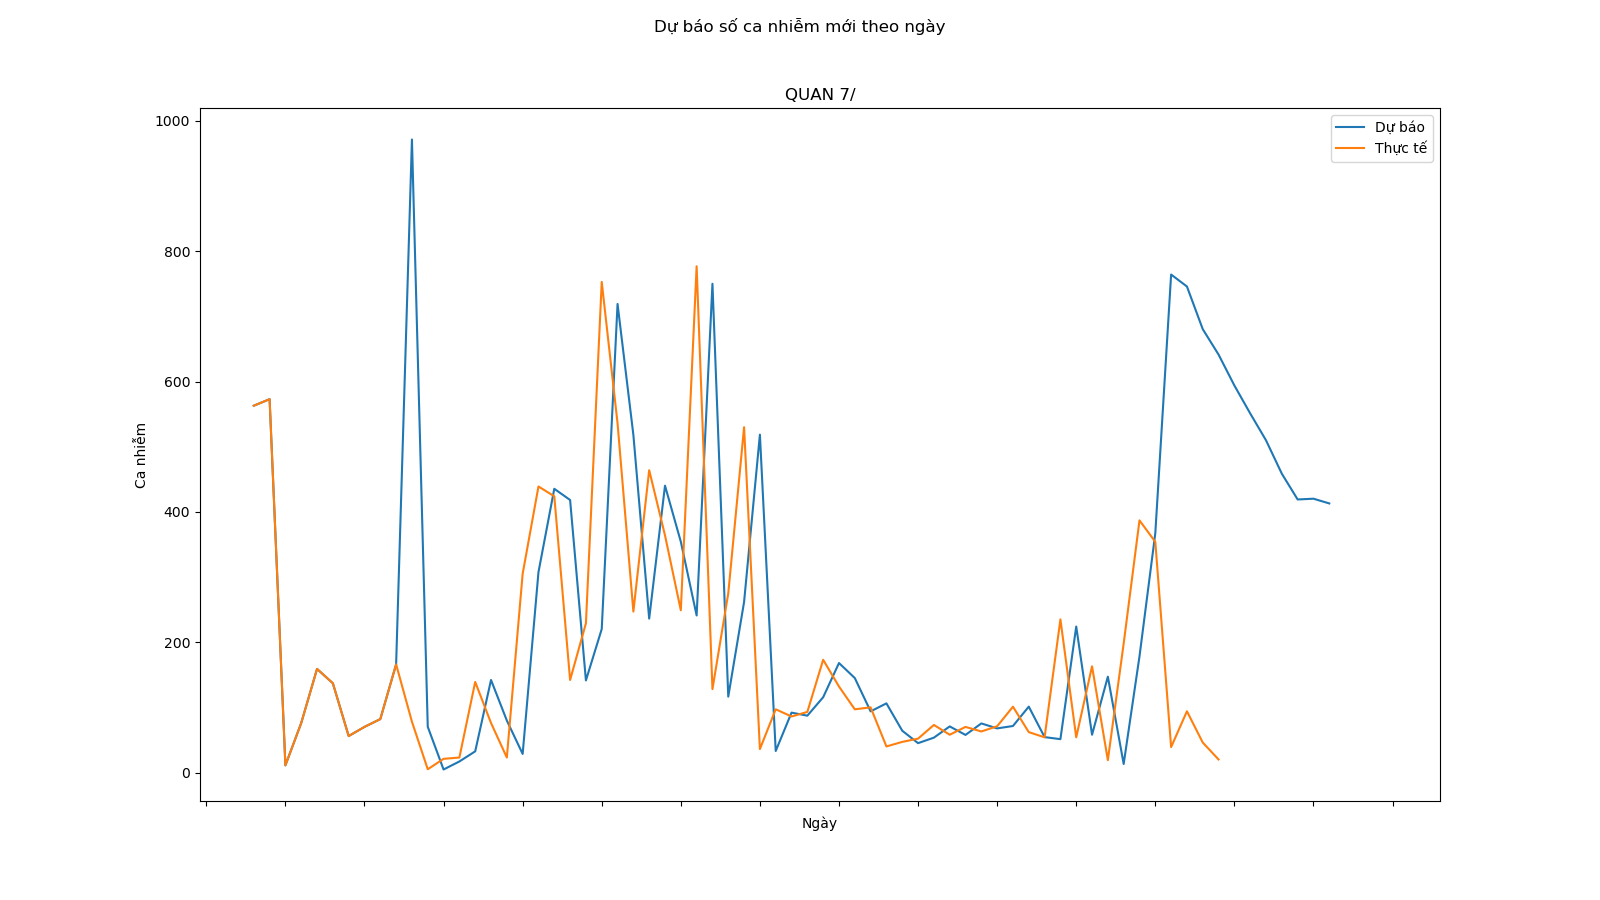 Dự báo số ca nhiễm mới theo ngày
QUAN 7/
1000
800
600
400
200
0
Ca nhiễm
Ngày
Dự báo
Thực tế